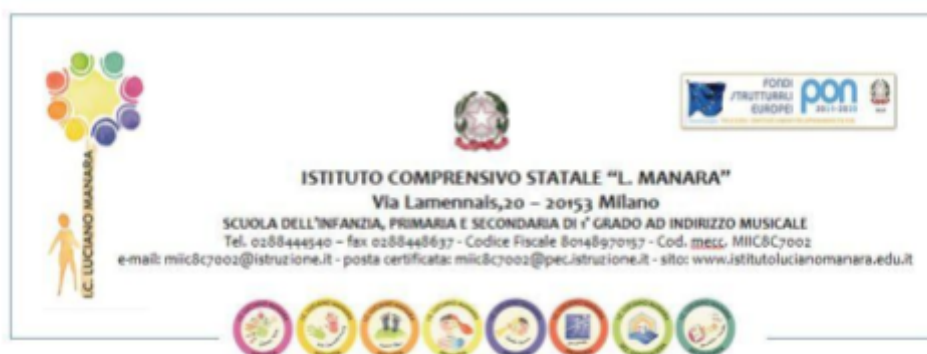 I.C. LUCIANO MANARA
FONDI
STRUTTURALI
EUROPEI
pon
ISTITUTO COMPRENSIVO STATALE “L. MANARA”
Via Lamennais,20 – 20153 Milano
SCUOLA DELL'INFANZIA, PRIMARIA E SECONDARIA DI 1° GRADO AD INDIRIZZO MUSICALE
Tel. 0288444540 – fax 0288448637 - Codice Fiscale 80148970157 - Cod. mecc. MIIC8C7002
e-mail: miic8c7002@istruzione.it - posta certificata: miic8c7002@pec.istruzione.it - sito: www.istitutolucianomanara.edu.it